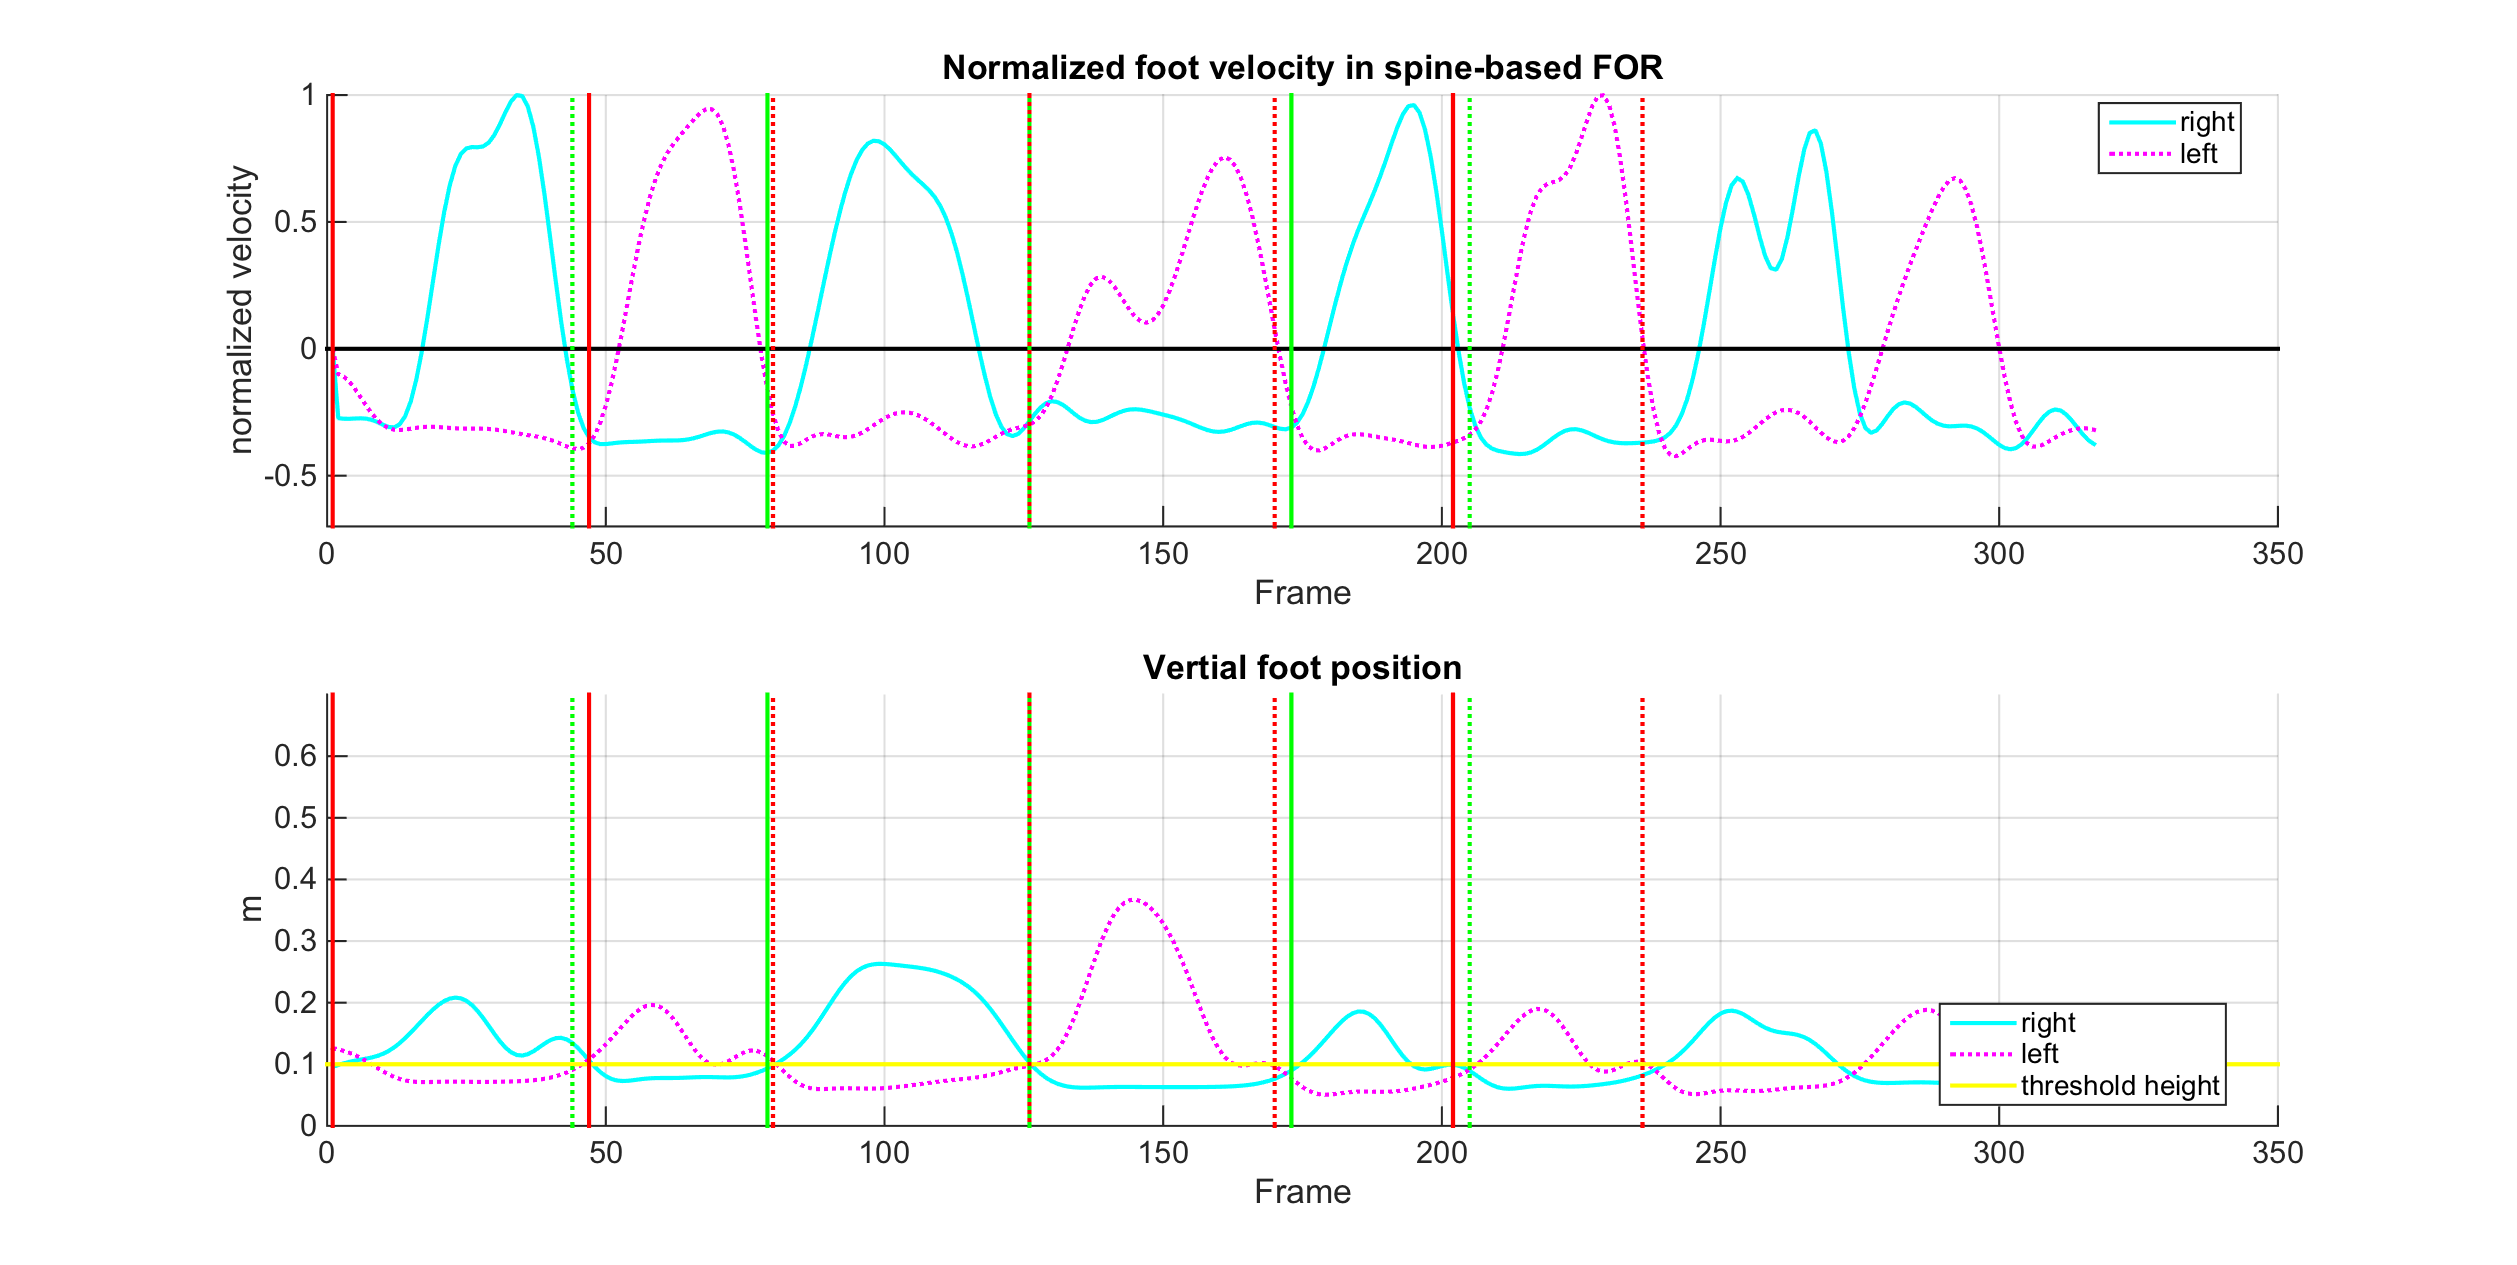 Normalized foot velocity in spine-based FOR
1
0.5
0
-0.5
normalized velocity
right
left
0 50 100 150 200 250 300 350
Frame
Vertial foot position
0.6
0.5
0.4
0.3
0.2
0.1
0
m
right
left
threshold height
0 50 100 150 200 250 300 350
Frame